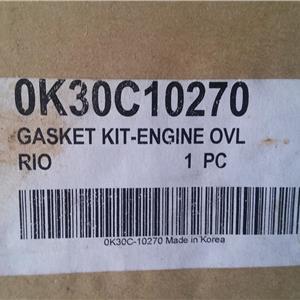 0K30C10270
GASKET KIT-ENGINE OVL
RIO 1 PC
0K30C-10270 Made in Korea